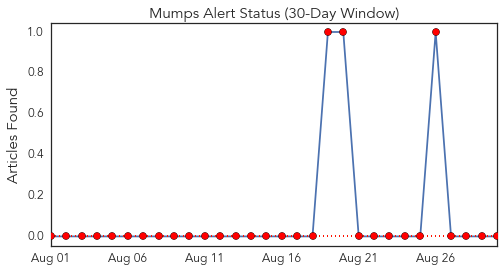 Mumps Alert Status (30-Day Window)
Articles Found
1.0
0.8
0.6
0.4
0.2
0.0
Aug 01 Aug 06 Aug 11 Aug 16 Aug 21 Aug 26